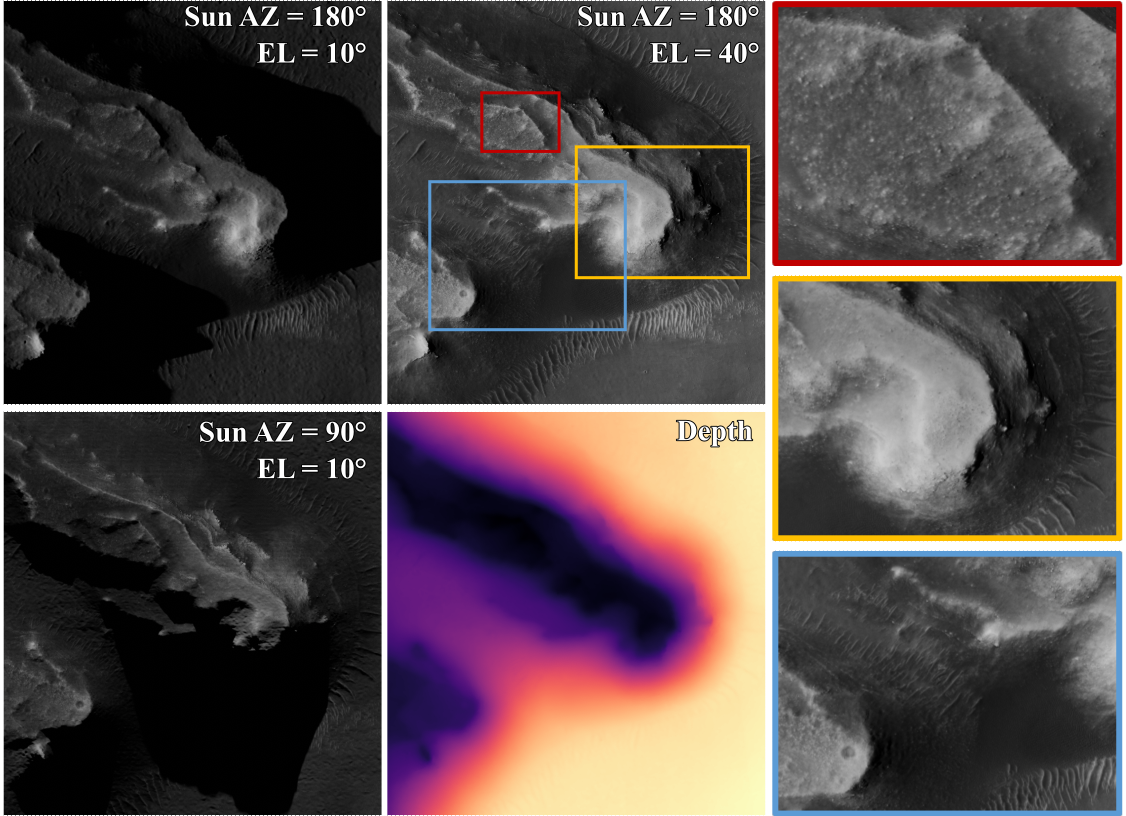 Sun AZ = 180°
EL = 10°
Sun AZ = 180°
EL = 40°
Sun AZ = 90°
EL = 10°
Depth